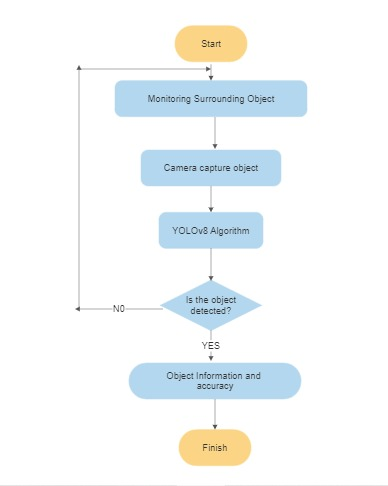 Start
Monitoring Surrounding Object
Camera capture object
YOLOv8 Algorithm
Is the object
detected?
N0
YES
Object Information and
accuracy
Finish